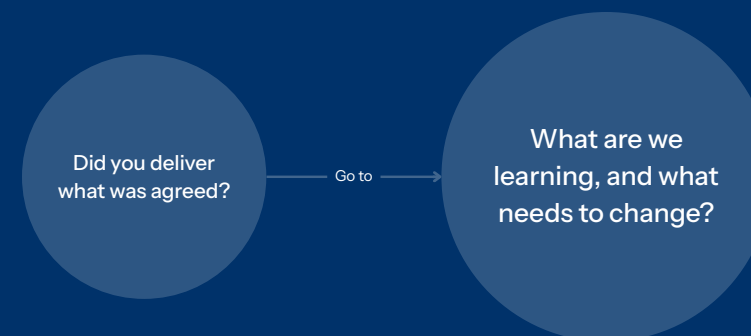 Did you deliver
what was agreed?
Go to
What are we
learning, and what
needs to change?